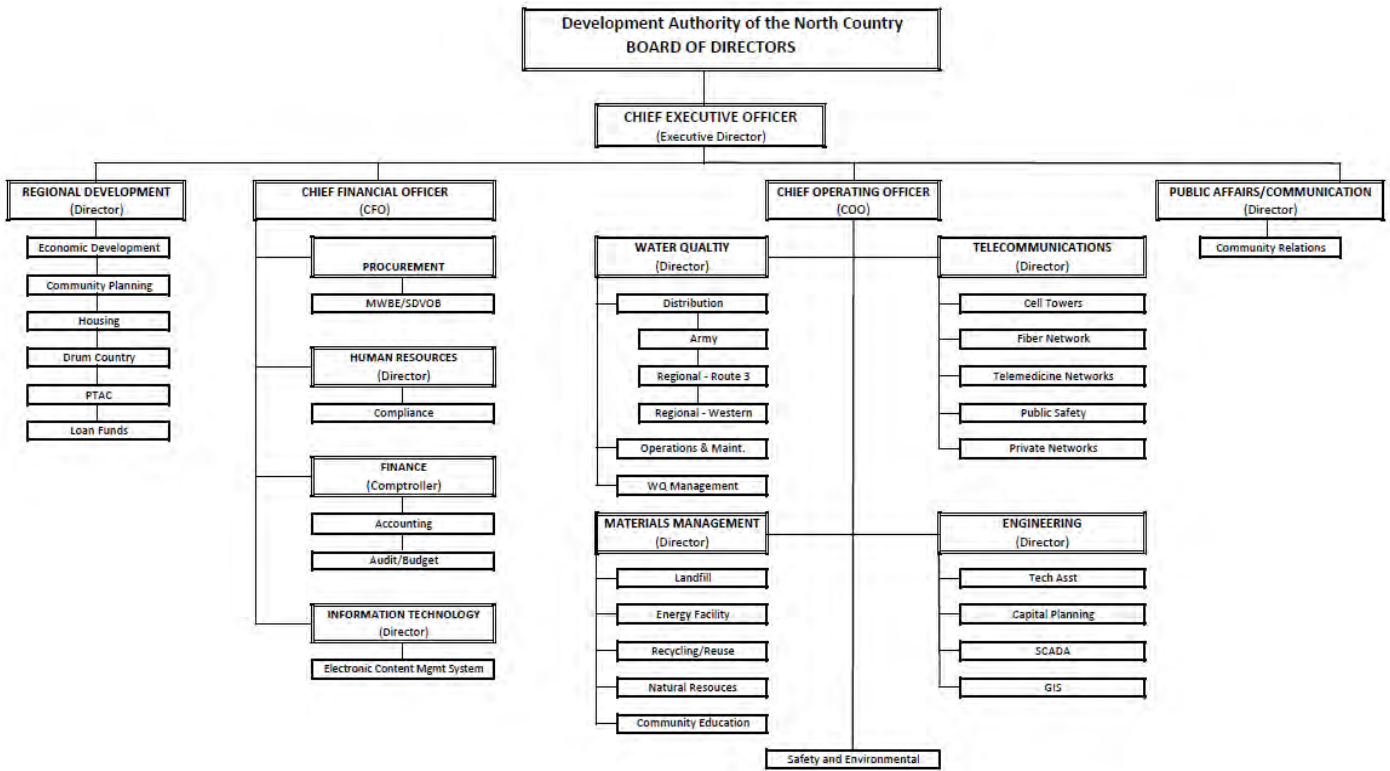 Development Authority of the North Country
BOARD OF DIRECTORS
CHIEF EXECUTIVE OFFICER
(Executive Director)
REGIONAL DEVELOPMENT
(Director)
Economic Development
Community Planning
Housing
Drum Country
PTAC
Loan Funds
CHIEF FINANCIAL OFFICER
(CFO)
PROCUREMENT
MWBE/SDVOB
HUMAN RESOURCES
(Director)
Compliance
FINANCE
(Comptroller)
Accounting
Audit/Budget
INFORMATION TECHNOLOGY
(Director)
Electronic Content Mgmt System
CHIEF OPERATING OFFICER
(COO)
WATER QUALTIY
(Director)
Distribution
Army
Regional - Route 3
Regional - Western
Operations & Maint.
WQ Management
TELECOMMUNICATIONS
(Director)
Cell Towers
Fiber Network
Telemedicine Networks
Public Safety
Private Networks
MATERIALS MANAGEMENT
(Director)
Landfill
Energy Facility
Recycling/Reuse
Natural Resouces
Community Education
ENGINEERING
(Director)
Tech Asst
Capital Planning
SCADA
GIS
Safety and Environmental
PUBLIC AFFAIRS/COMMUNICATION
(Director)
Community Relations